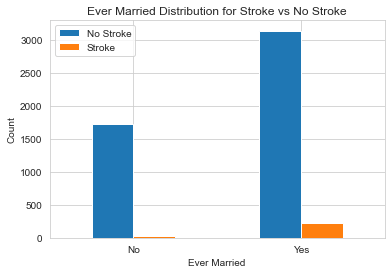 Ever Married Distribution for Stroke vs No Stroke
No Stroke
Stroke
3000
2500
2000
1500
1000
500
0
Count
No
Yes
Ever Married